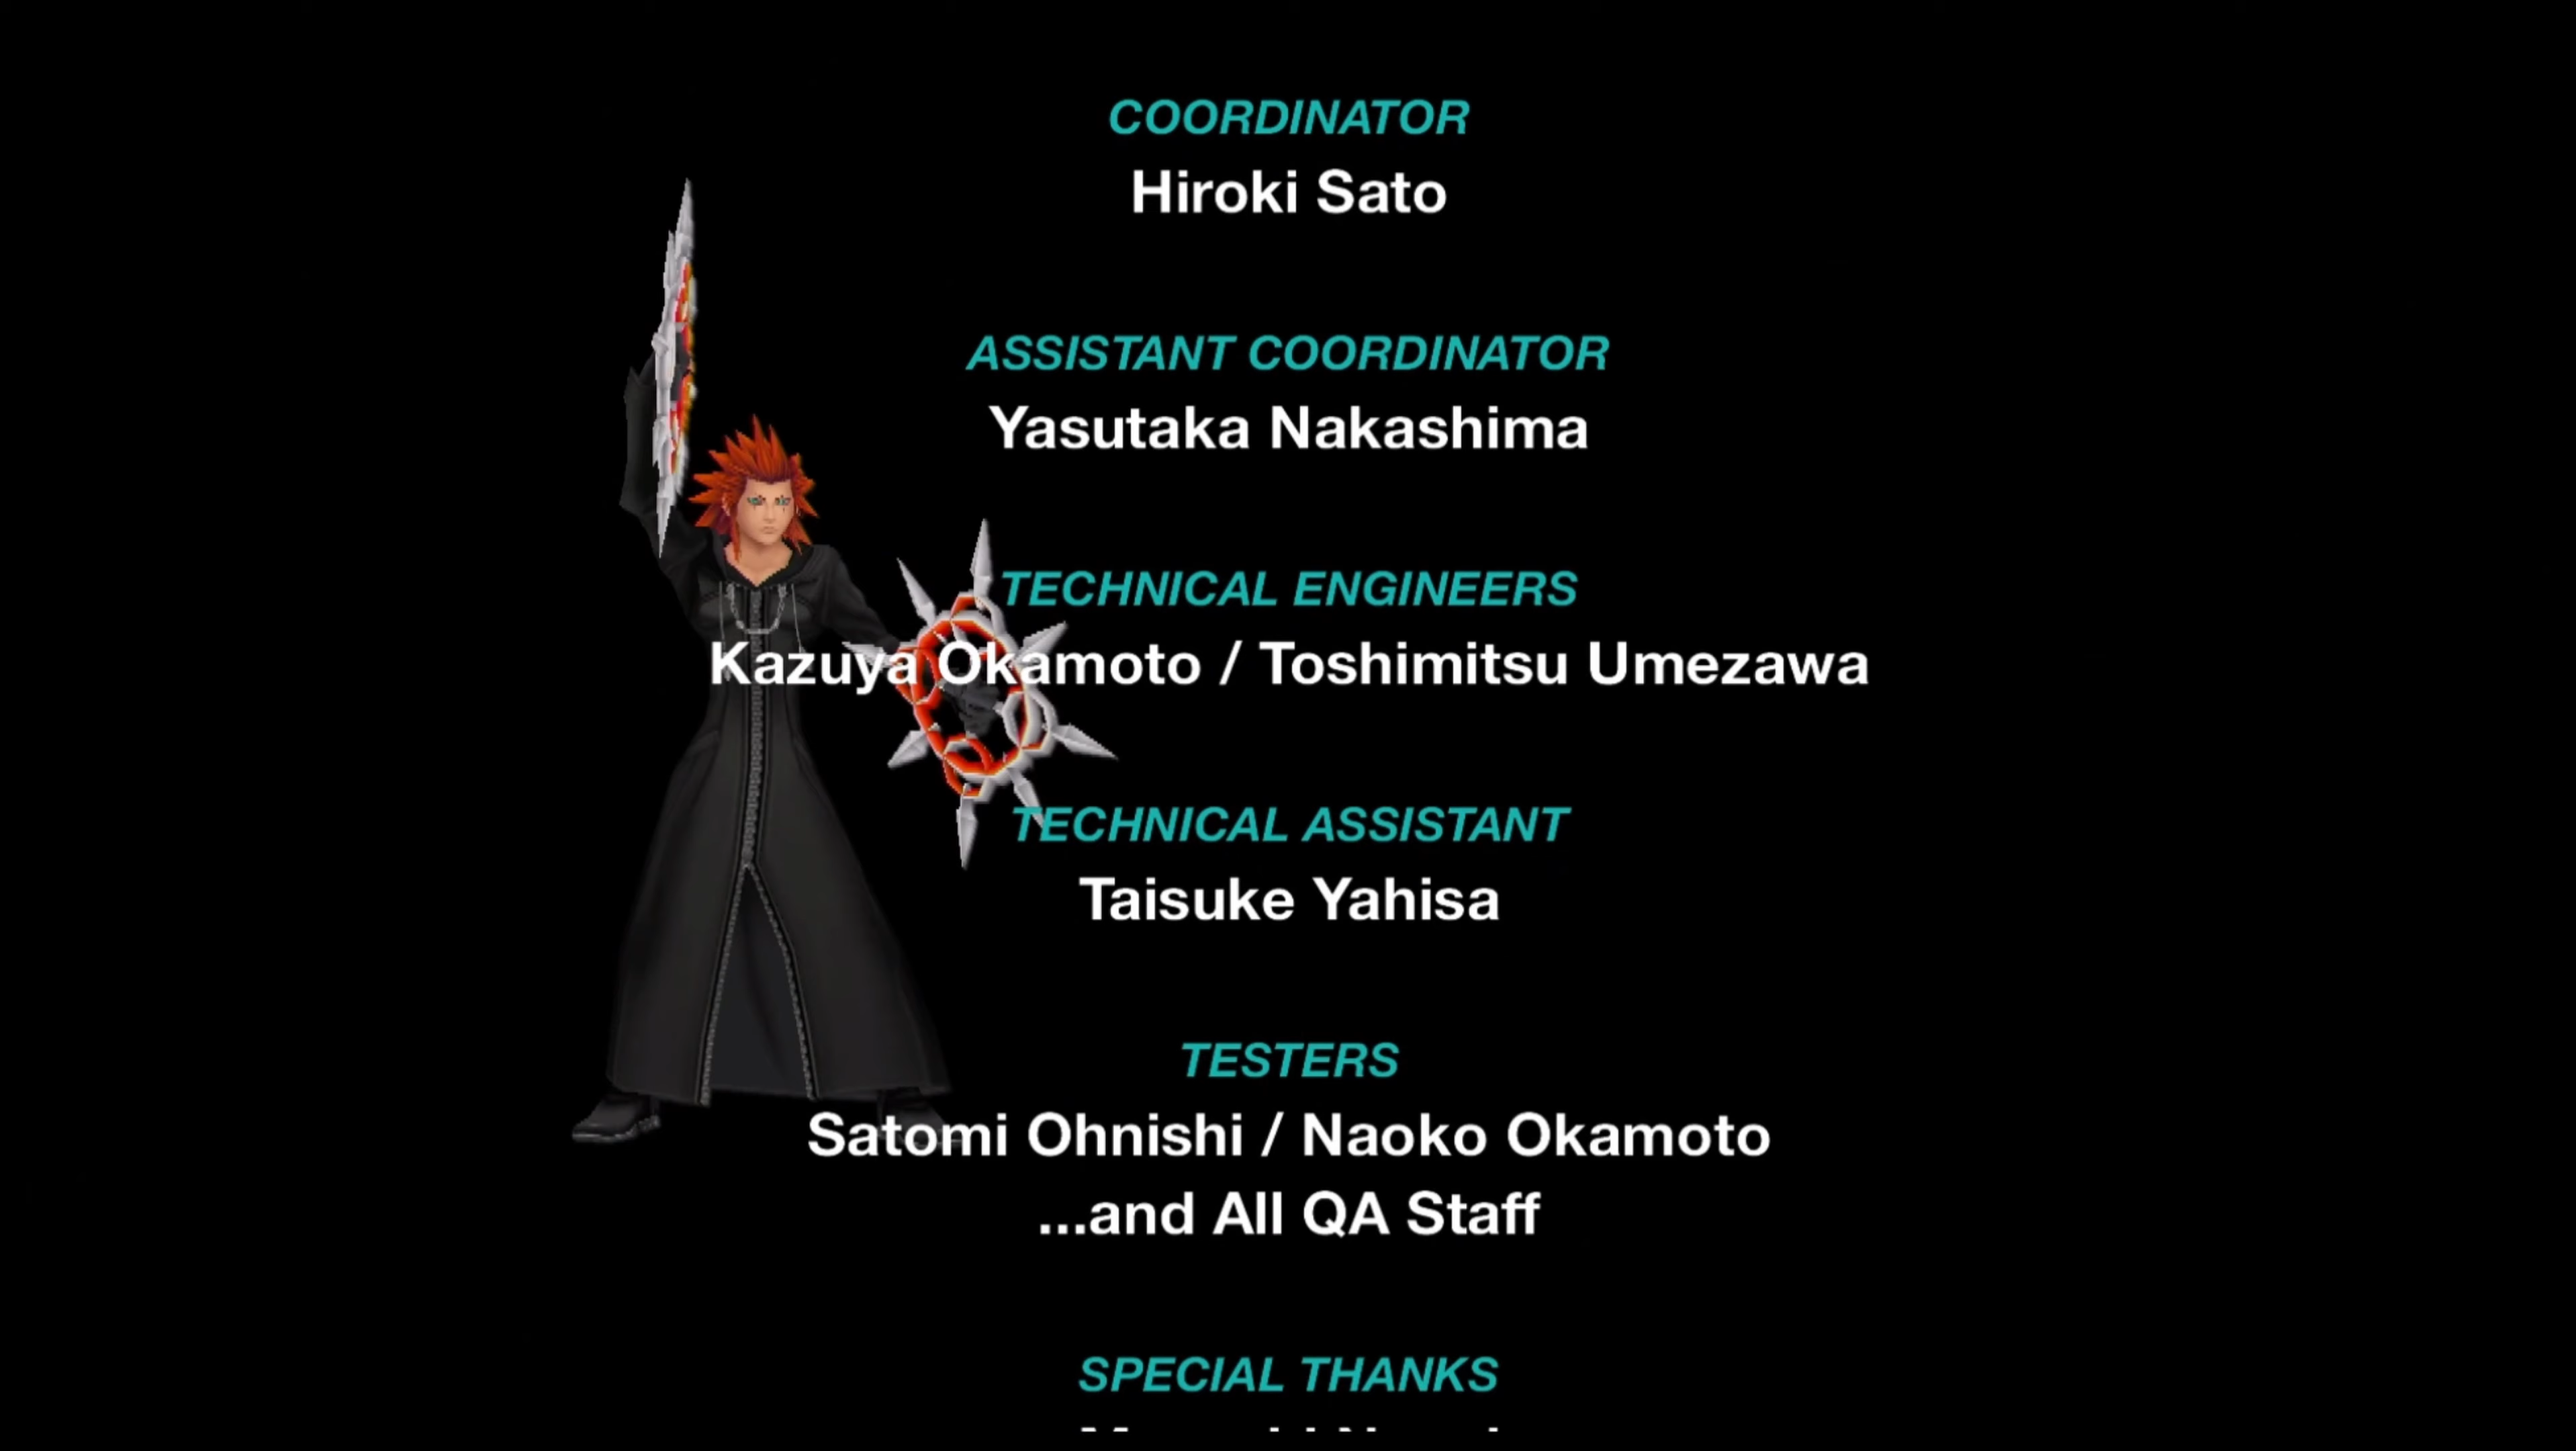 COORDINATOR
Hiroki Sato
ASSISTANT COORDINATOR
Yasutaka Nakashima
TECHNICAL ENGINEERS
Kazuya Okamoto / Toshimitsu Umezawa
TECHNICAL ASSISTANT
Taisuke Yahisa
TESTERS
Satomi Ohnishi / Naoko Okamoto
...and All QA Staff
SPECIAL THANKS